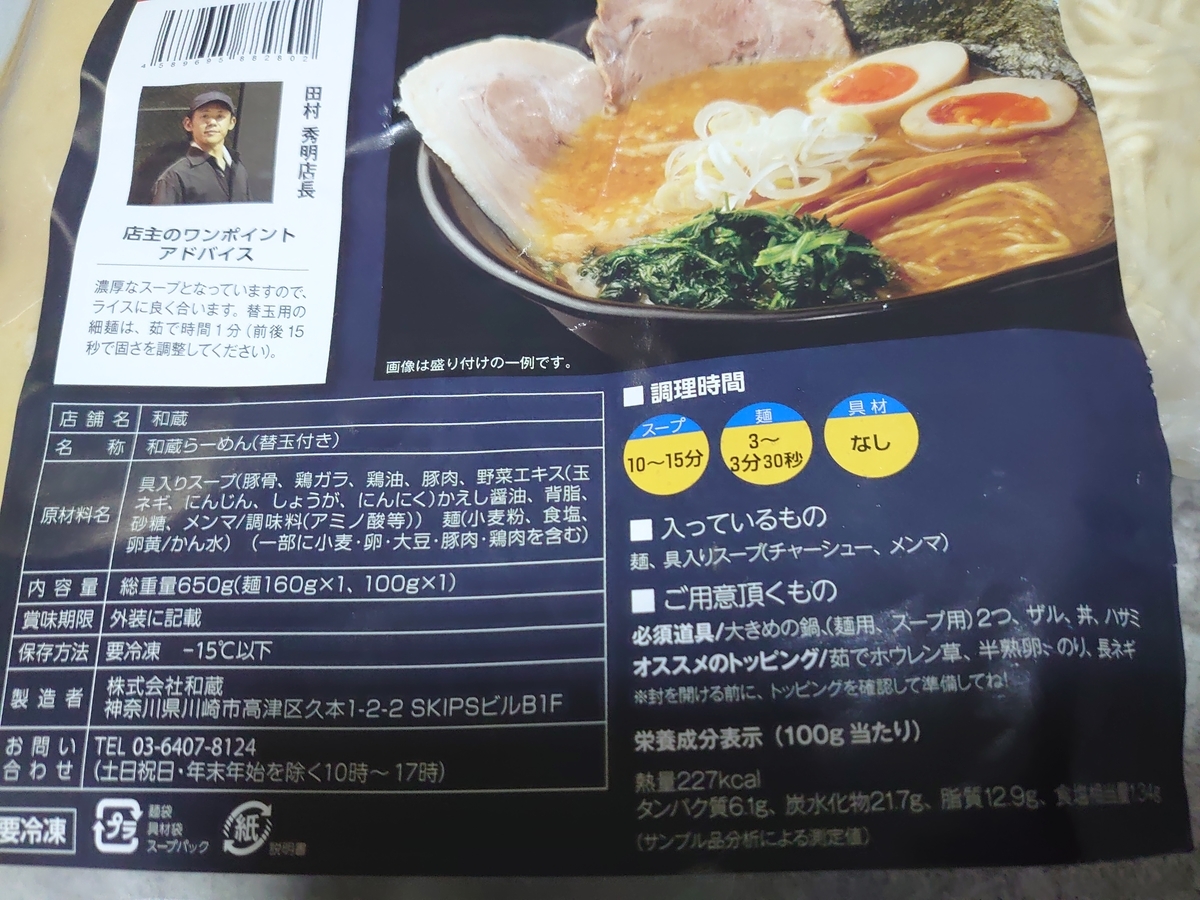 4589695882802
田村 秀明店長
店主のワンポイント
アドバイス
濃厚なスープとなっていますので、
ライスに良く合います。替玉用の
細麺は、茹で時間1分(前後15
秒で固さを調整してください)。
画像は盛り付けの一例です。
店舗名 和蔵
名称 和蔵らーめん(替玉付き)
原材料名 具入りスープ(豚骨、鶏ガラ、鶏油、豚肉、野菜エキス(玉
ネギ、にんじん、しょうが、にんにく)かえし醤油、背脂、
砂糖、メンマ/調味料(アミノ酸等)) 麺(小麦粉、食塩、
卵黄/かん水) (一部に小麦・卵・大豆・豚肉・鶏肉を含む)
内容量 総重量650g(麺160g×1、100g×1)
賞味期限 外装に記載
保存方法 要冷凍 -15℃以下
製造者 株式会社和蔵
神奈川県川崎市高津区久本1-2-2 SKIPSビルB1F
お問い合わせ TEL 03-6407-8124
(土日祝日・年末年始を除く10時~17時)
要冷凍
プラ
麺袋
具材袋
スープパック
紙
説明書
■ 調理時間
スープ
10~15分
麺
3~
3分30秒
具材
なし
■ 入っているもの
麺、具入りスープ(チャーシュー、メンマ)
■ ご用意頂くもの
必須道具/大きめの鍋、(麺用、スープ用)2つ、ザル、丼、ハサミ
オススメのトッピング/茹でホウレン草、半熟卵、のり、長ネギ
※封を開ける前に、トッピングを確認して準備してね!
栄養成分表示(100g当たり)
熱量227kcal
タンパク質6.1g、炭水化物21.7g、脂質12.9g、食塩相当量1.34g
(サンプル品分析による測定値)